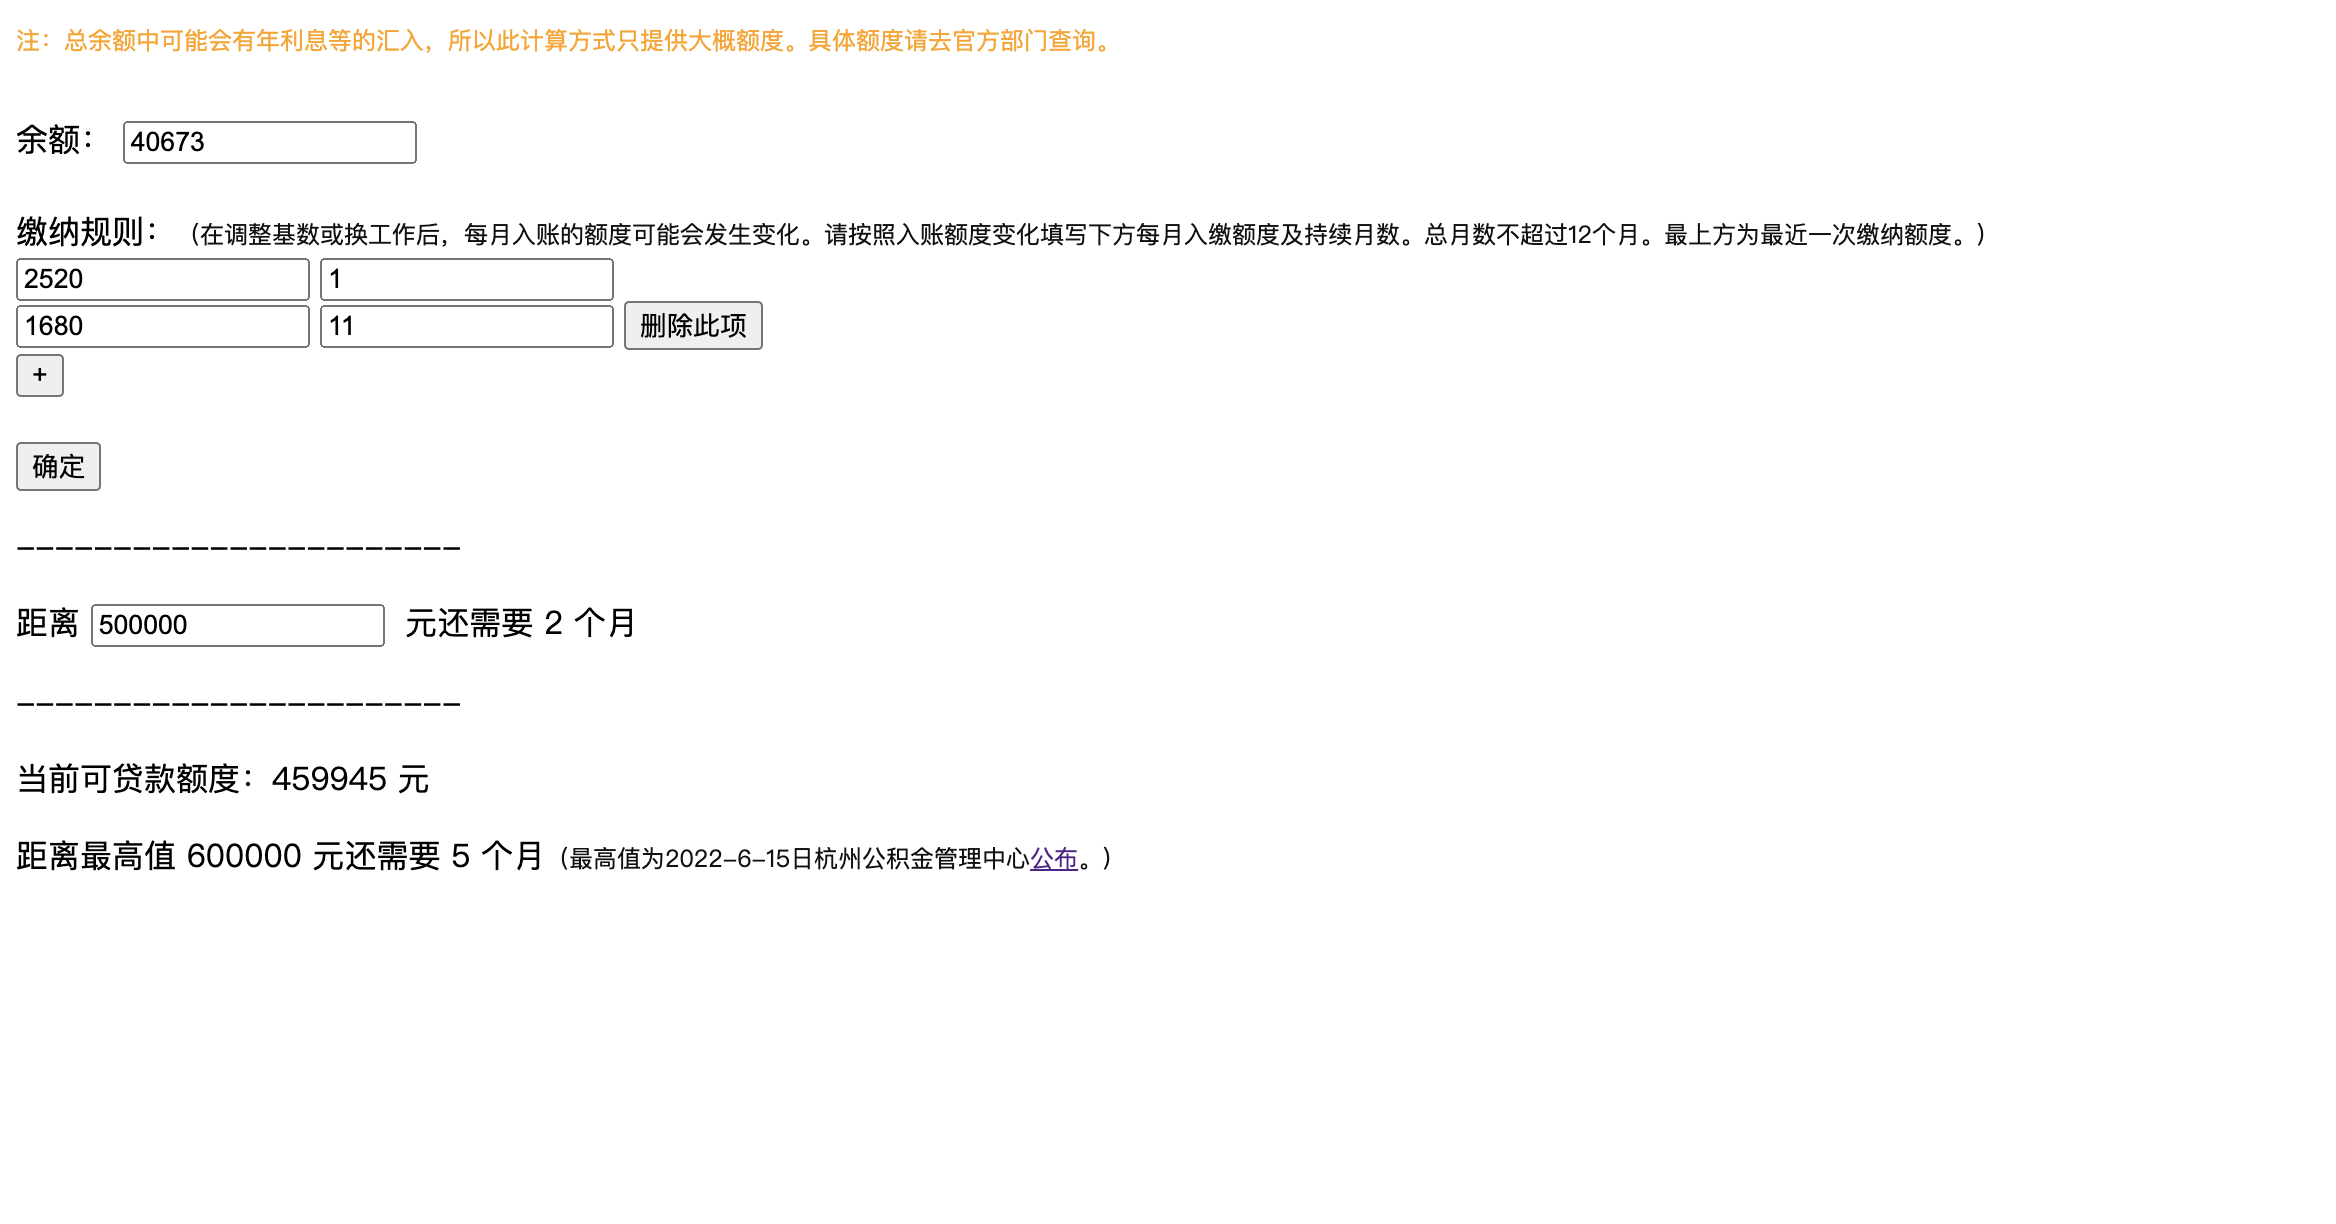 注：总余额中可能会有年利息等的汇入，所以此计算方式只提供大概额度。具体额度请去官方部门查询。
余额： 40673
缴纳规则： （在调整基数或换工作后，每月入账的额度可能会发生变化。请按照入账额度变化填写下方每月入缴额度及持续月数。总月数不超过12个月。最上方为最近一次缴纳额度。）
2520 1
1680 11 删除此项
+
确定
-----------------------
距离 500000 元还需要 2 个月
-----------------------
当前可贷款额度：459945 元
距离最高值 600000 元还需要 5 个月（最高值为2022-6-15日杭州公积金管理中心公布。）